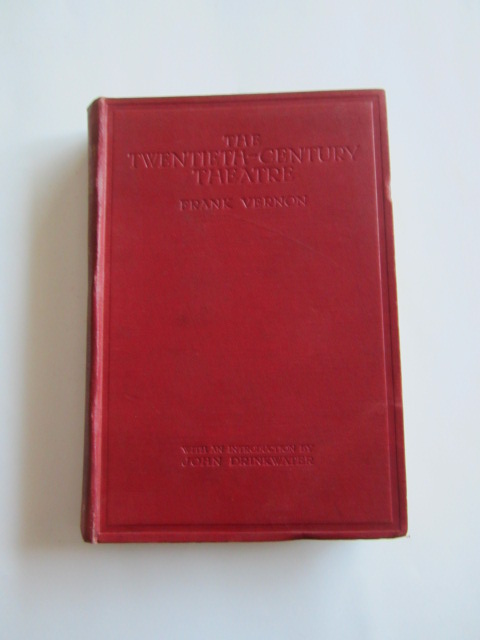 THE
TWENTIETH-CENTURY
THEATRE
FRANK VERNON
WITH AN INTRODUCTION BY
JOHN DRINKWATER